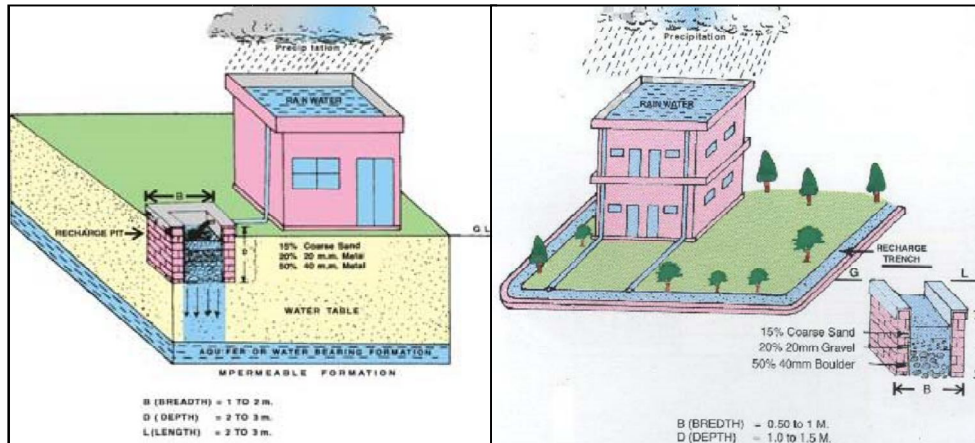 Precip tation
RAIN WATER
B
RECHARGE PIT
D
G L
15% Coarse Sand
20% 20 m.m. Metal
50% 40 m.m. Metal
WATER TABLE
AQUIFER OR WATER BEARING FORMATION
MPERMEABLE FORMATION
B (BREADTH) = 1 TO 2 m.
D (DEPTH) = 2 TO 3 m.
L (LENGTH) = 2 TO 3 m.
Precipitation
RAIN WATER
RECHARGE
TRENCH
G
L
15% Coarse Sand
20% 20mm Gravel
50% 40mm Boulder
B
B (BREDTH) = 0.50 to 1 M.
D (DEPTH) = 1.0 to 1.5 M.